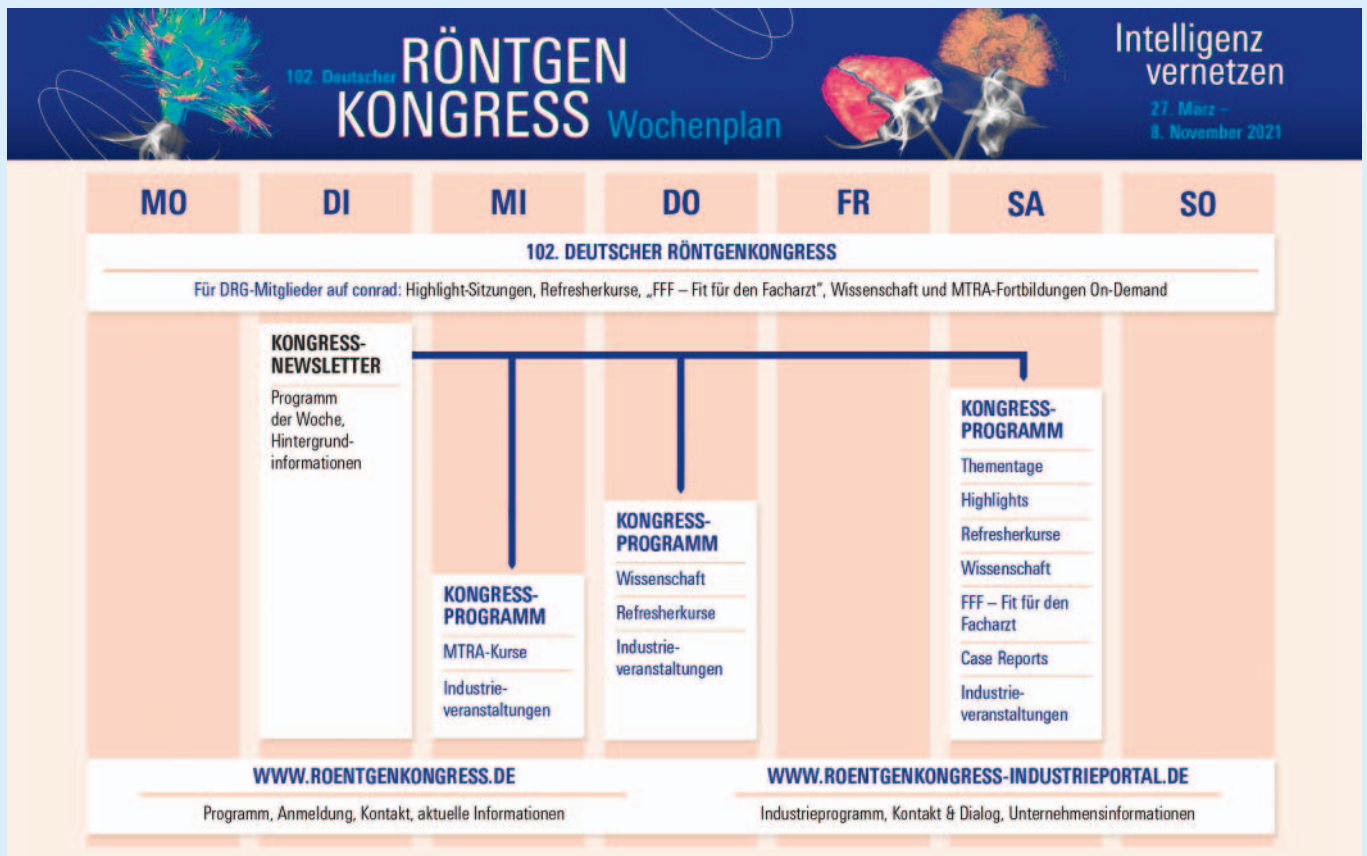 102. Deutscher RÖNTGEN
KONGRESS Wochenplan
Intelligenz
vernetzen
27. März –
8. November 2021
MO DI MI DO FR SA SO
102. DEUTSCHER RÖNTGENKONGRESS
Für DRG-Mitglieder auf conrad: Highlight-Sitzungen, Refresherkurse, „FFF – Fit für den Facharzt", Wissenschaft und MTRA-Fortbildungen On-Demand
KONGRESS-
NEWSLETTER
Programm
der Woche,
Hintergrund-
informationen
KONGRESS-
PROGRAMM
MTRA-Kurse
Industrie-
veranstaltungen
KONGRESS-
PROGRAMM
Wissenschaft
Refresherkurse
Industrie-
veranstaltungen
KONGRESS-
PROGRAMM
Thementage
Highlights
Refresherkurse
Wissenschaft
FFF – Fit für den
Facharzt
Case Reports
Industrie-
veranstaltungen
WWW.ROENTGENKONGRESS.DE
Programm, Anmeldung, Kontakt, aktuelle Informationen
WWW.ROENTGENKONGRESS-INDUSTRIEPORTAL.DE
Industrieprogramm, Kontakt & Dialog, Unternehmensinformationen